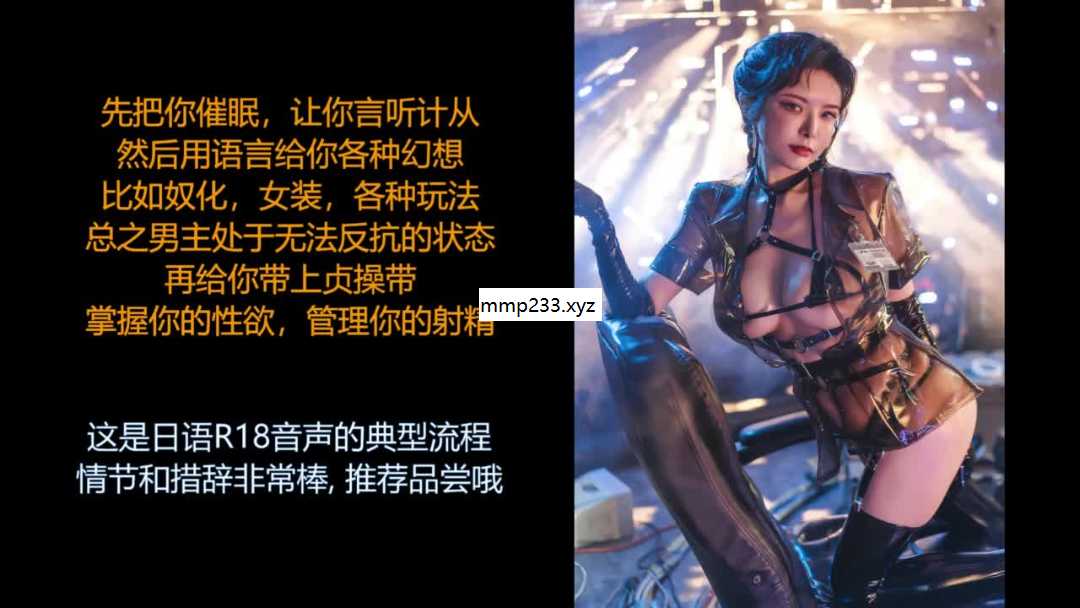 先把你催眠，让你言听计从
然后用语言给你各种幻想
比如奴化，女装，各种玩法
总之男主处于无法反抗的状态
再给你带上贞操带
掌握你的性欲，管理你的射精
mmp233.xyz
这是日语R18音声的典型流程
情节和措辞非常棒, 推荐品尝哦